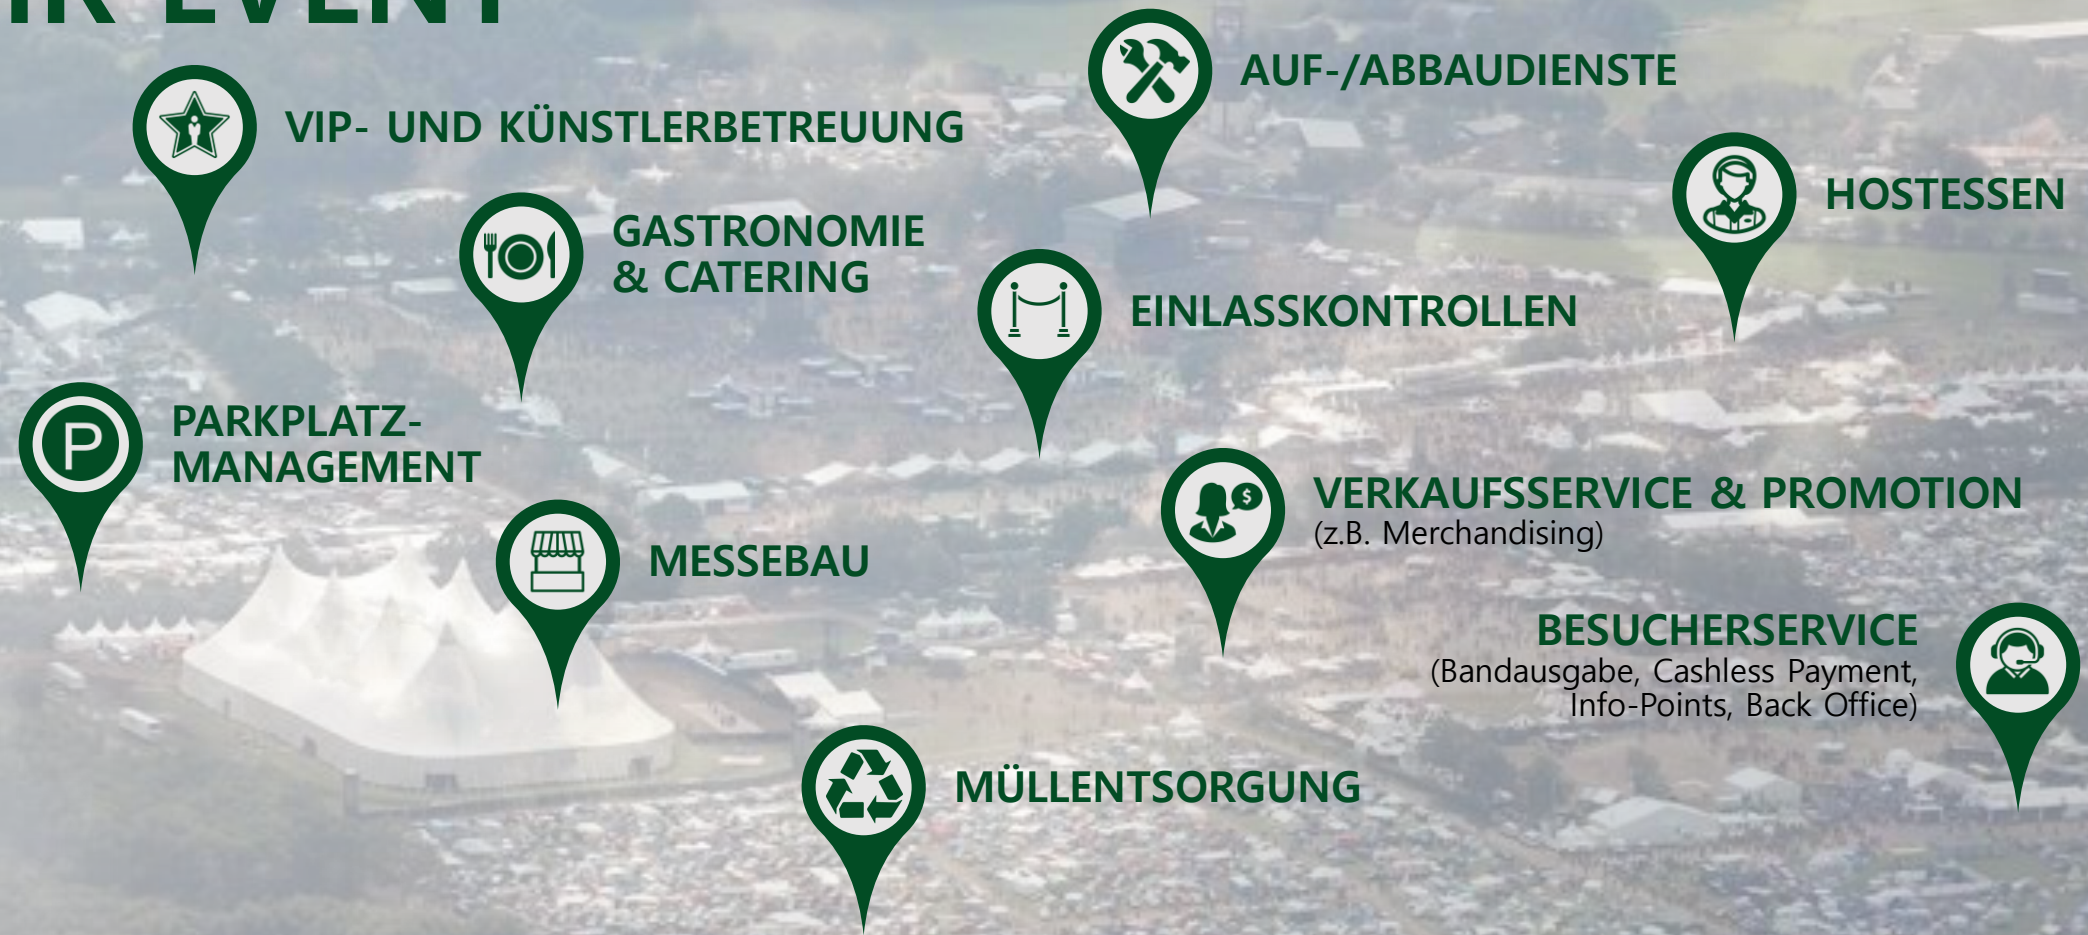 EVENT
AUF-/ABBAUDIENSTE
VIP- UND KÜNSTLERBETREUUNG
HOSTESSEN
GASTRONOMIE
& CATERING
EINLASSKONTROLLEN
P
PARKPLATZ-
MANAGEMENT
$
VERKAUFSSERVICE & PROMOTION
(z.B. Merchandising)
MESSEBAU
BESUCHERSERVICE
(Bandausgabe, Cashless Payment,
Info-Points, Back Office)
MÜLLENTSORGUNG